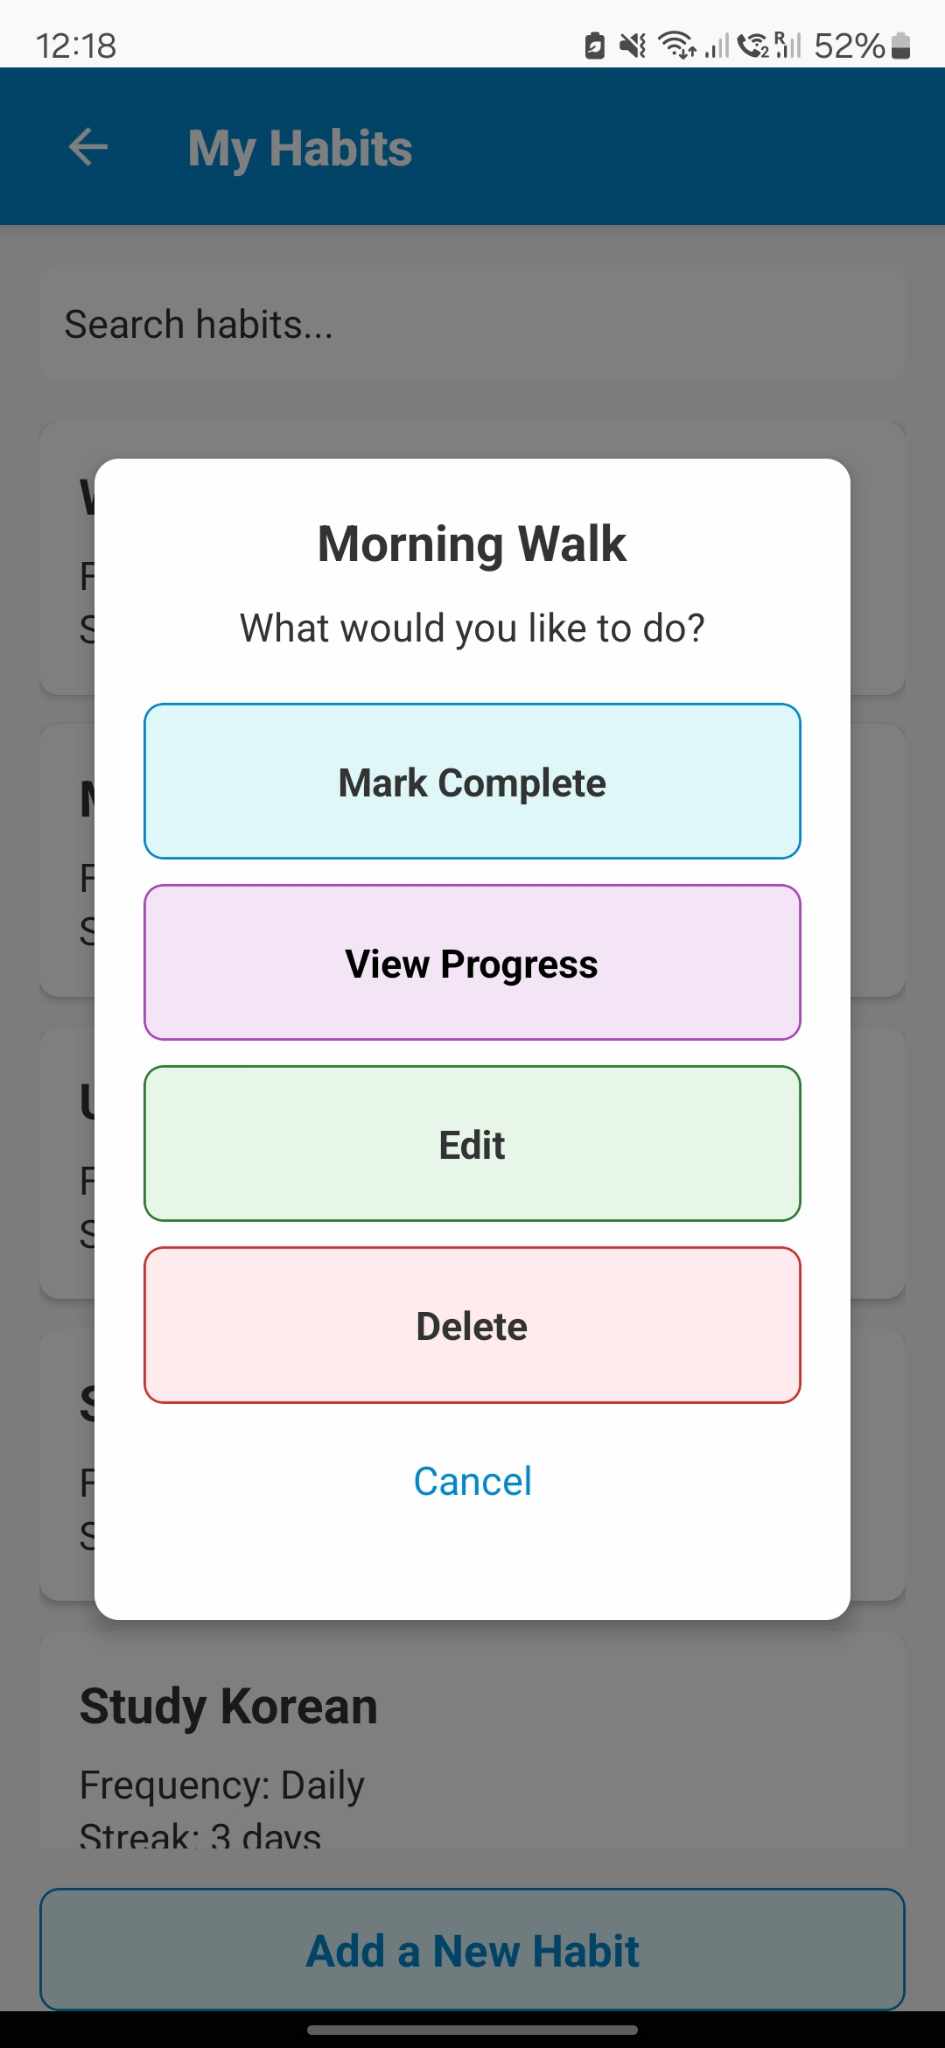 12:18
52%
My Habits
Search habits...
Morning Walk
What would you like to do?
Mark Complete
View Progress
Edit
Delete
Cancel
Study Korean
Frequency: Daily
Streak: 3 days
Add a New Habit